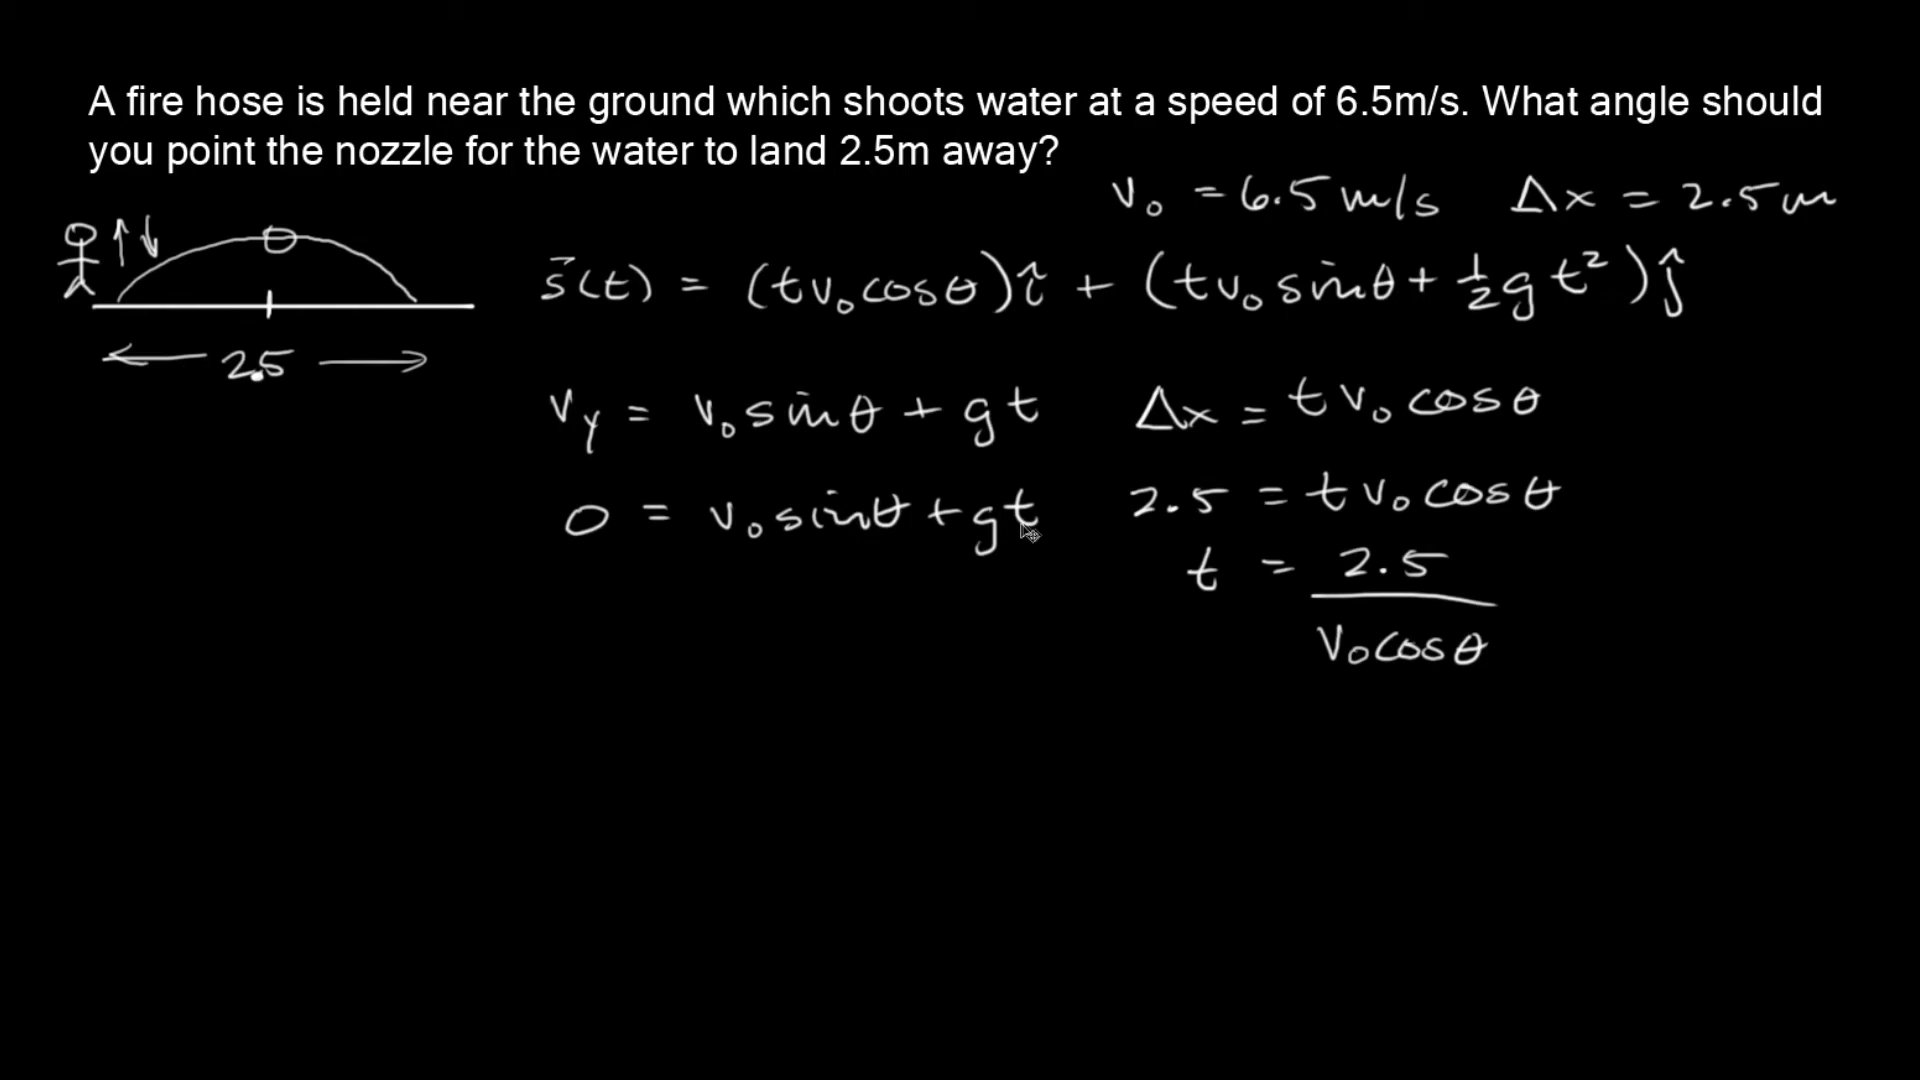 A fire hose is held near the ground which shoots water at a speed of 6.5m/s. What angle should
you point the nozzle for the water to land 2.5m away?
v₀ = 6.5 m/s   Δx = 2.5 m
s⃗(t) = (tv₀cosθ)î + (tv₀sinθ + ½gt²)ĵ
2.5
v_y = v₀sinθ + gt
Δx = tv₀cosθ
0 = v₀sinθ + gt
2.5 = tv₀cosθ
t = 2.5 / v₀cosθ